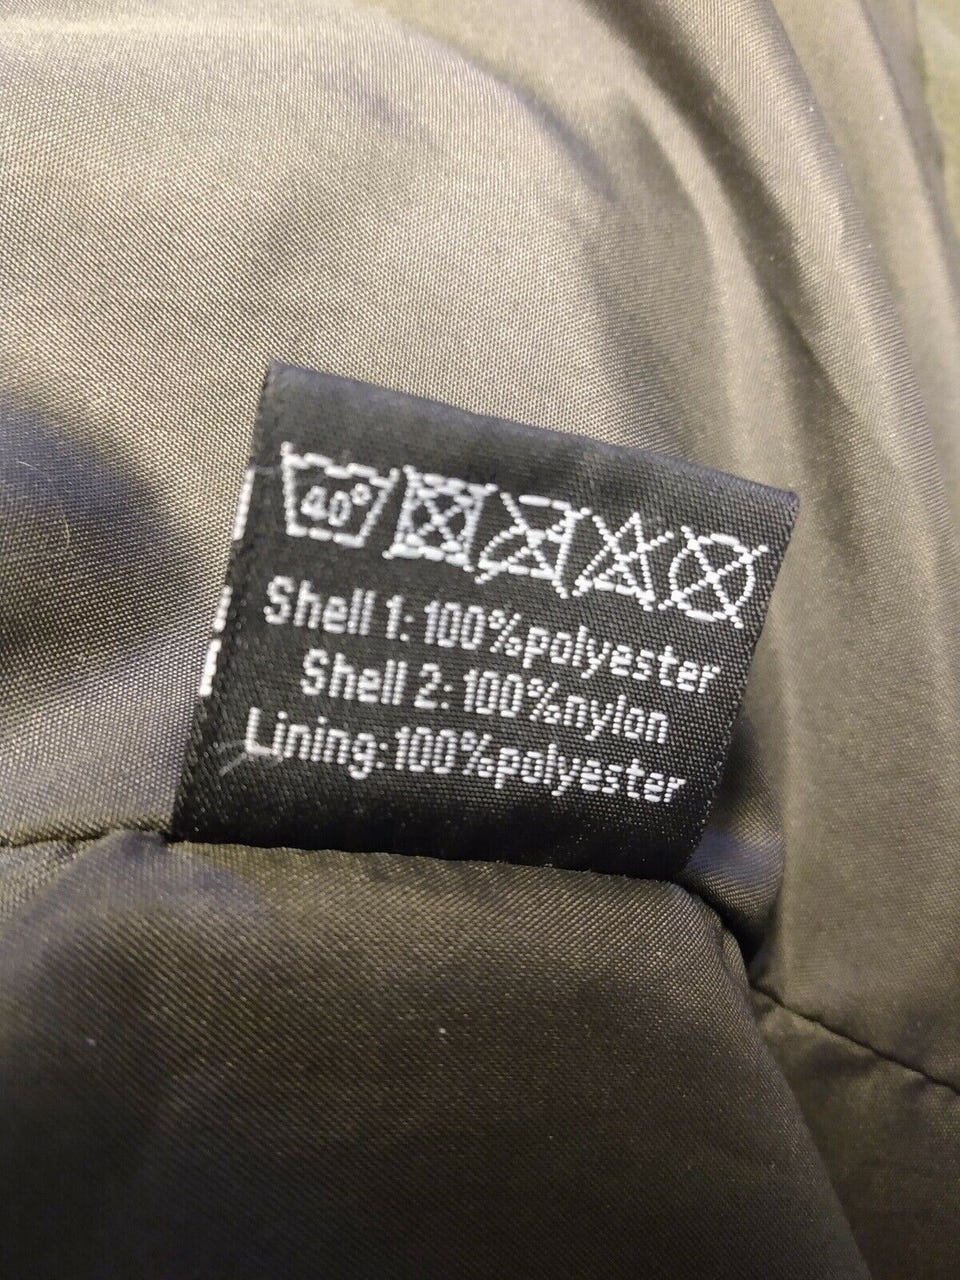 40°
Shell 1: 100%polyester
Shell 2: 100%nylon
Lining: 100%polyester